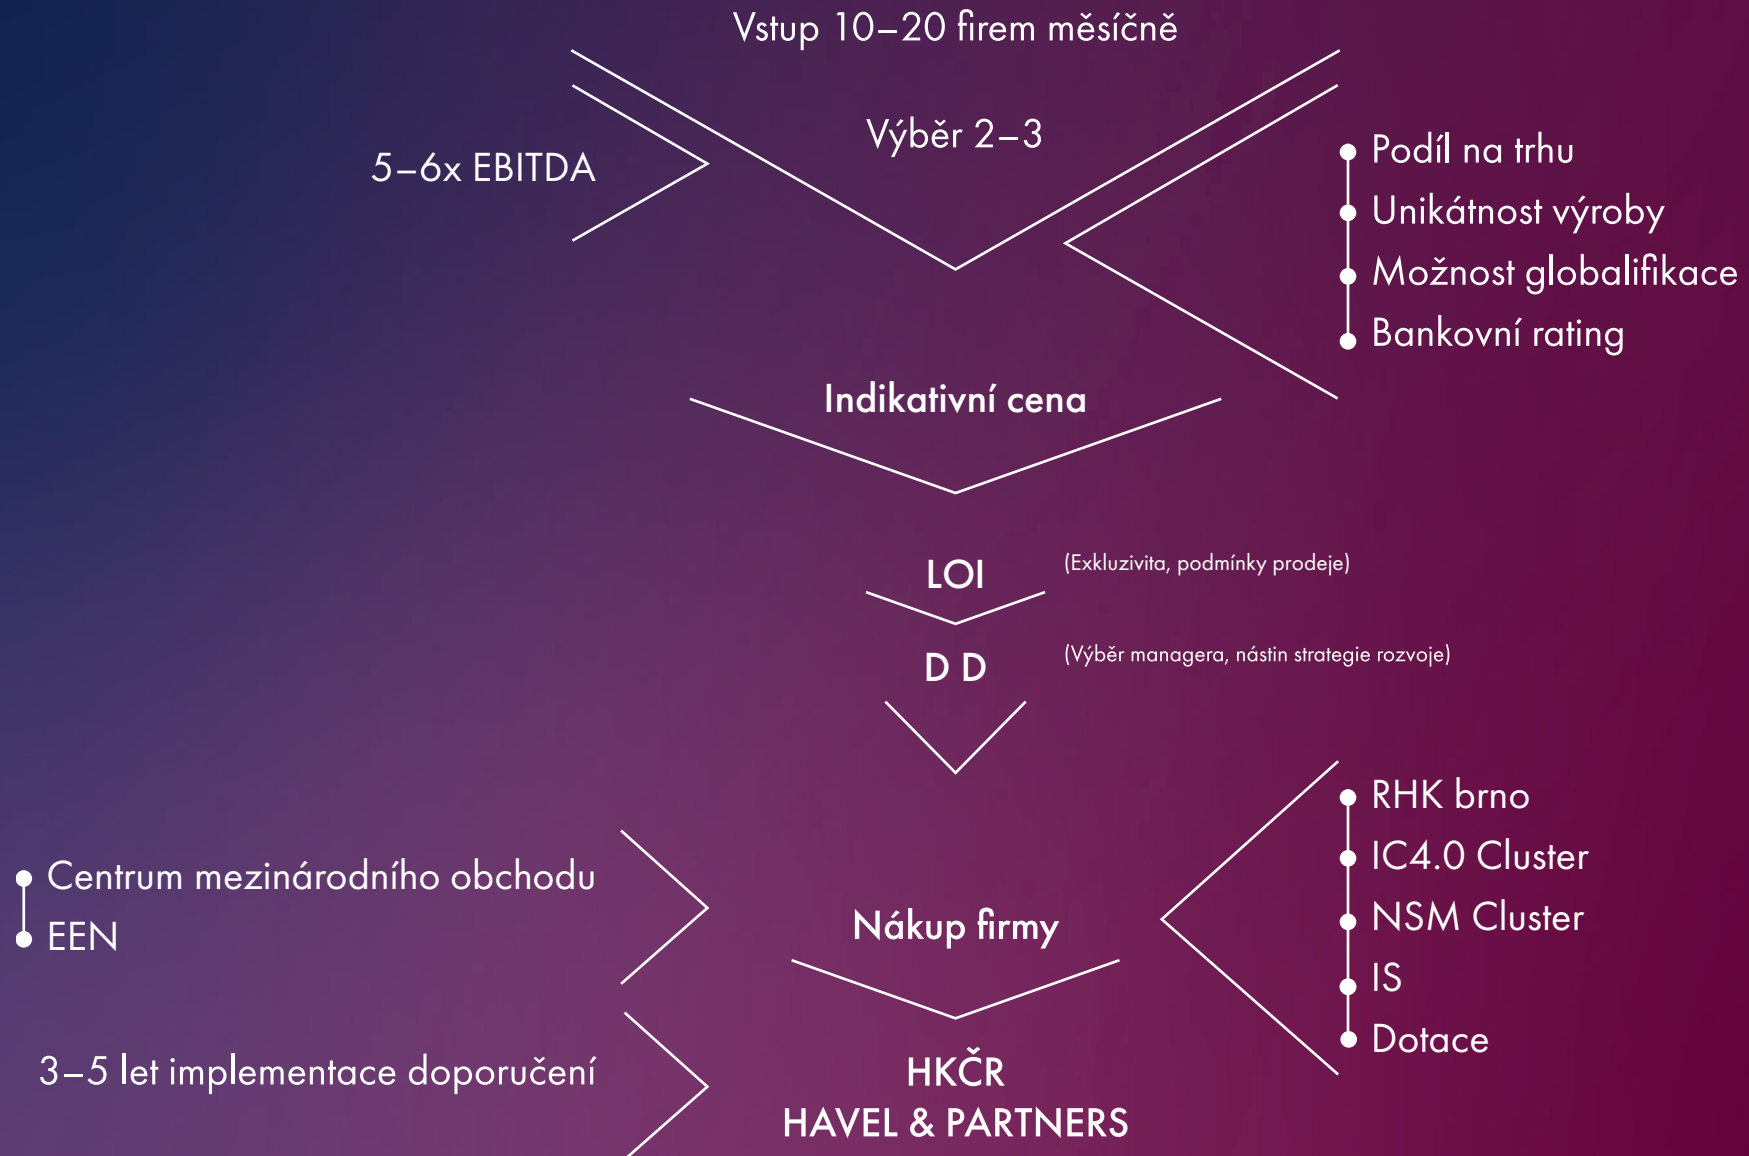 Vstup 10–20 firem měsíčně
Výběr 2–3
5–6x EBITDA
Podíl na trhu
Unikátnost výroby
Možnost globalifikace
Bankovní rating
Indikativní cena
LOI
(Exkluzivita, podmínky prodeje)
D D
(Výběr managera, nástin strategie rozvoje)
RHK brno
IC4.0 Cluster
NSM Cluster
IS
Dotace
Centrum mezinárodního obchodu
EEN
Nákup firmy
3–5 let implementace doporučení
HKČR
HAVEL & PARTNERS